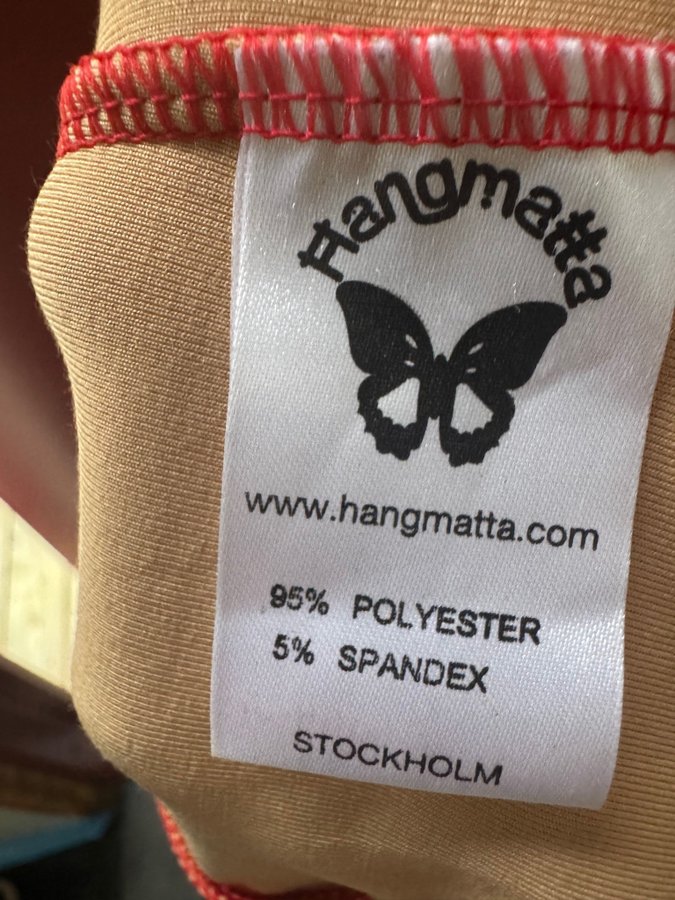 Hangmatta
www.hangmatta.com
95% POLYESTER
5% SPANDEX
STOCKHOLM